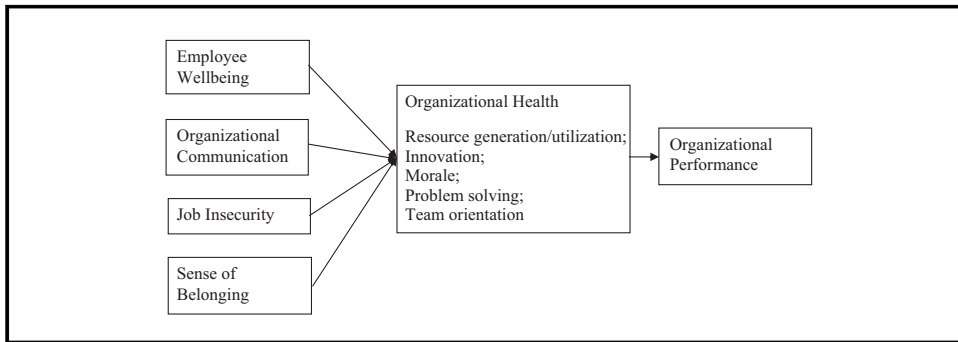 Employee
Wellbeing
Organizational
Communication
Job Insecurity
Sense of
Belonging
Organizational Health
Resource generation/utilization;
Innovation;
Morale;
Problem solving;
Team orientation
Organizational
Performance